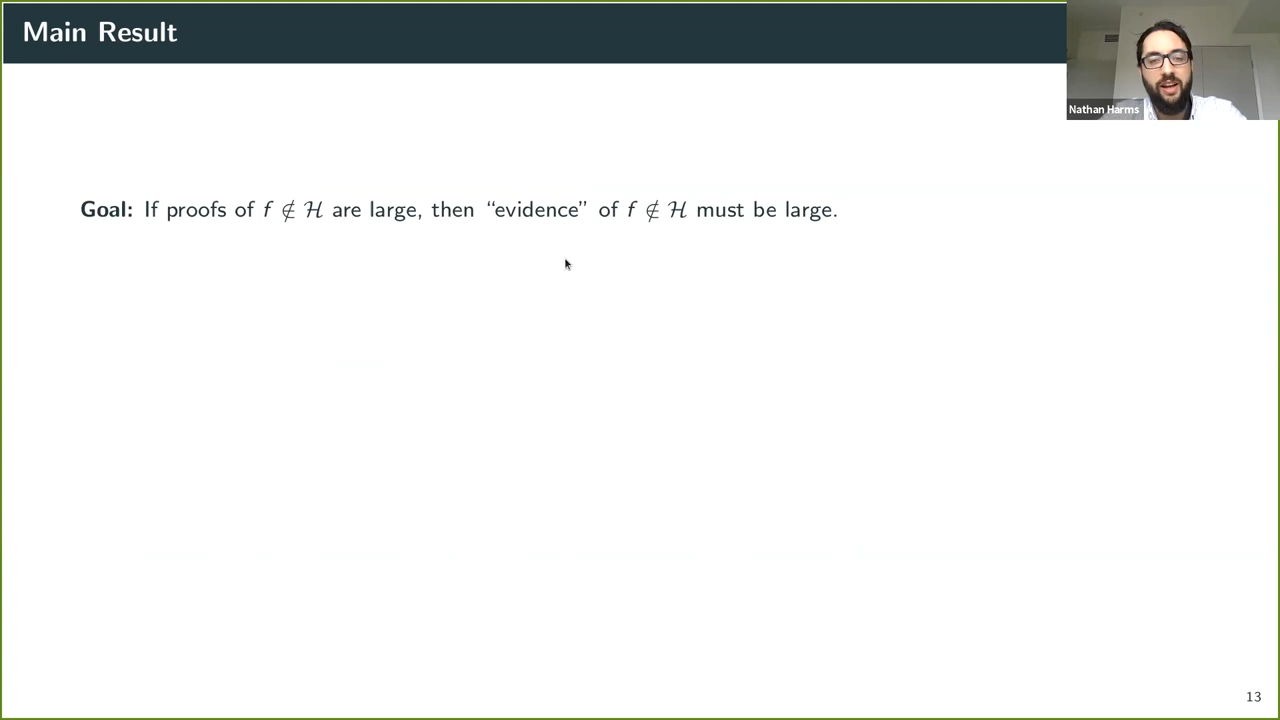 Main Result
Nathan Harms
Goal: If proofs of f ∉ ℋ are large, then “evidence” of f ∉ ℋ must be large.
13